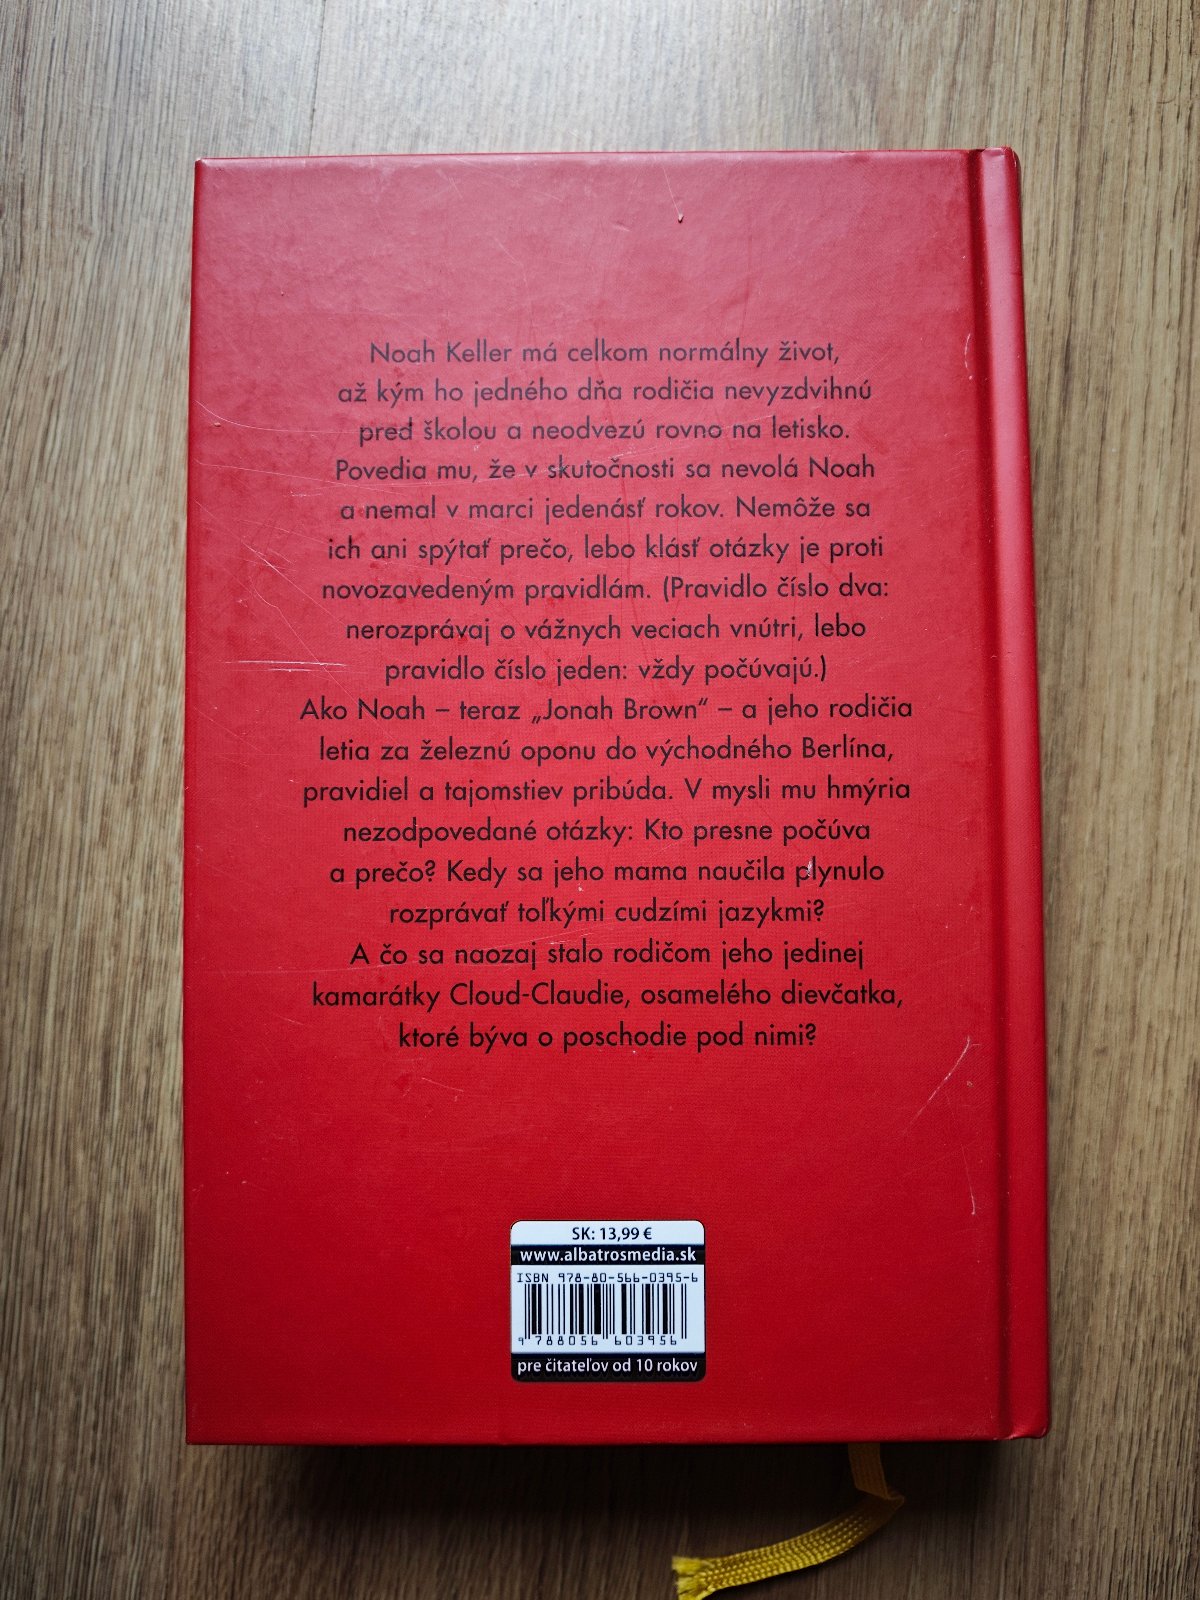 Noah Keller má celkom normálny život,
až kým ho jedného dňa rodičia nevyzdvihnú
pred školou a neodvezú rovno na letisko.
Povedia mu, že v skutočnosti sa nevolá Noah
a nemal v marci jedenásť rokov. Nemôže sa
ich ani spýtať prečo, lebo klásť otázky je proti
novozavedeným pravidlám. (Pravidlo číslo dva:
nerozprávaj o vážnych veciach vnútri, lebo
pravidlo číslo jeden: vždy počúvajú.)
Ako Noah – teraz „Jonah Brown“ – a jeho rodičia
letia za železnú oponu do východného Berlína,
pravidiel a tajomstiev pribúda. V mysli mu hmýria
nezodpovedané otázky: Kto presne počúva
a prečo? Kedy sa jeho mama naučila plynulo
rozprávať toľkými cudzími jazykmi?
A čo sa naozaj stalo rodičom jeho jedinej
kamarátky Cloud-Claudie, osamelého dievčatka,
ktoré býva o poschodie pod nimi?
SK: 13,99 €
www.albatrosmedia.sk
ISBN 978-80-566-0395-6
9 788056 603956
pre čitateľov od 10 rokov